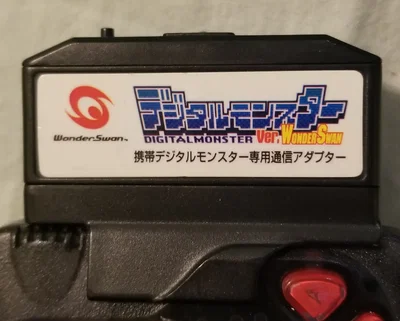 WonderSwan
デジタルモンスター
DIGITALMONSTER Ver. WONDERSWAN
携帯デジタルモンスター専用通信アダプター